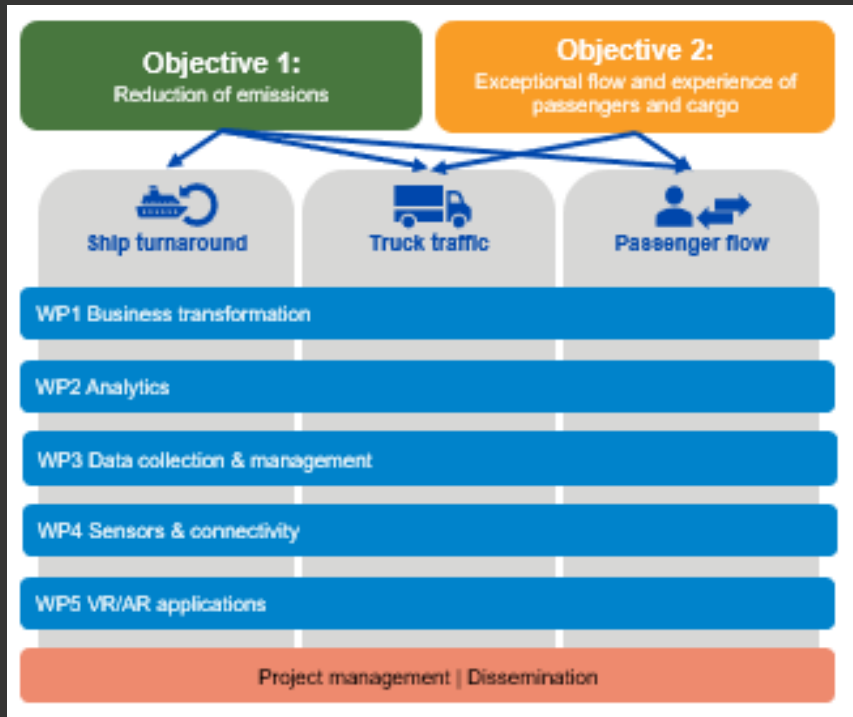 Objective 1:
Reduction of emissions
Objective 2:
Exceptional flow and experience of
passengers and cargo
Ship turnaround
Truck traffic
Passenger flow
WP1 Business transformation
WP2 Analytics
WP3 Data collection & management
WP4 Sensors & connectivity
WP5 VR/AR applications
Project management | Dissemination